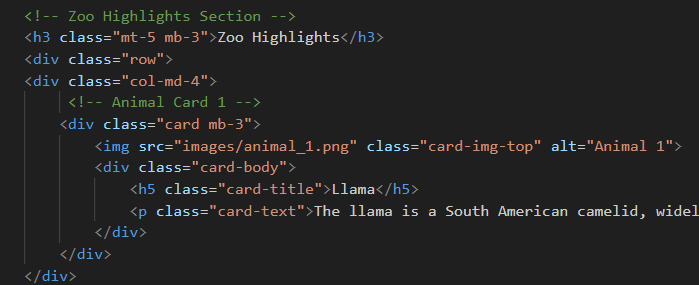 <!-- Zoo Highlights Section -->
<h3 class="mt-5 mb-3">Zoo Highlights</h3>
<div class="row">
<div class="col-md-4">
<!-- Animal Card 1 -->
<div class="card mb-3">
<img src="images/animal_1.png" class="card-img-top" alt="Animal 1">
<div class="card-body">
<h5 class="card-title">Llama</h5>
<p class="card-text">The llama is a South American camelid,
</div>
</div>
</div>